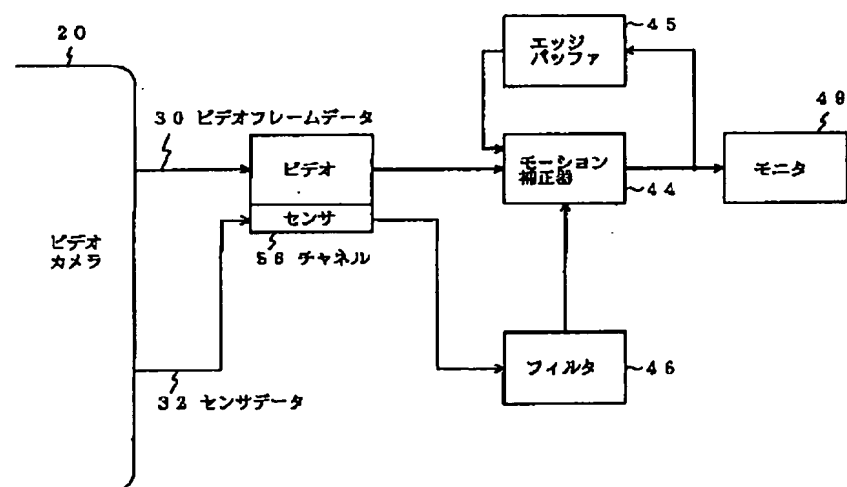 20
45
エッジ
バッファ
48
30 ビデオフレームデータ
ビデオ
モーション
補正器
44
モニタ
センサ
56 チャネル
ビデオ
カメラ
フィルタ
46
32 センサデータ